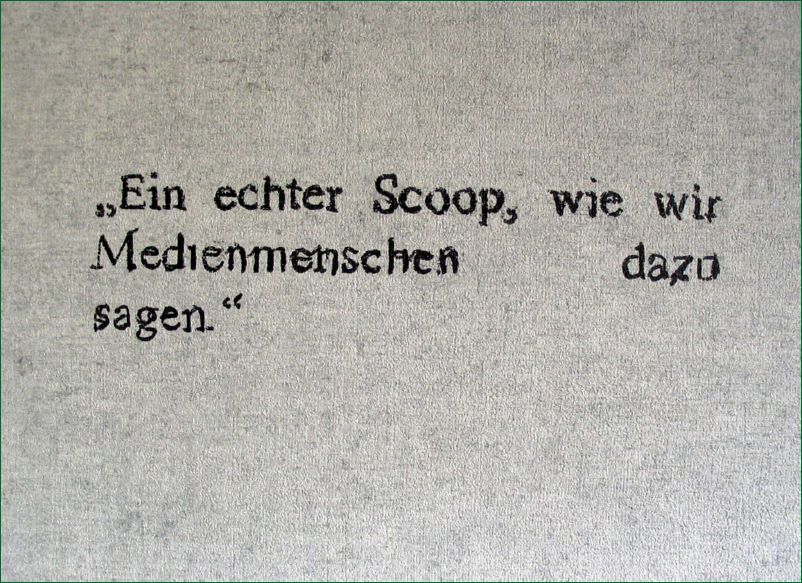 „Ein echter Scoop, wie wir
Medienmenschen dazu
sagen.“